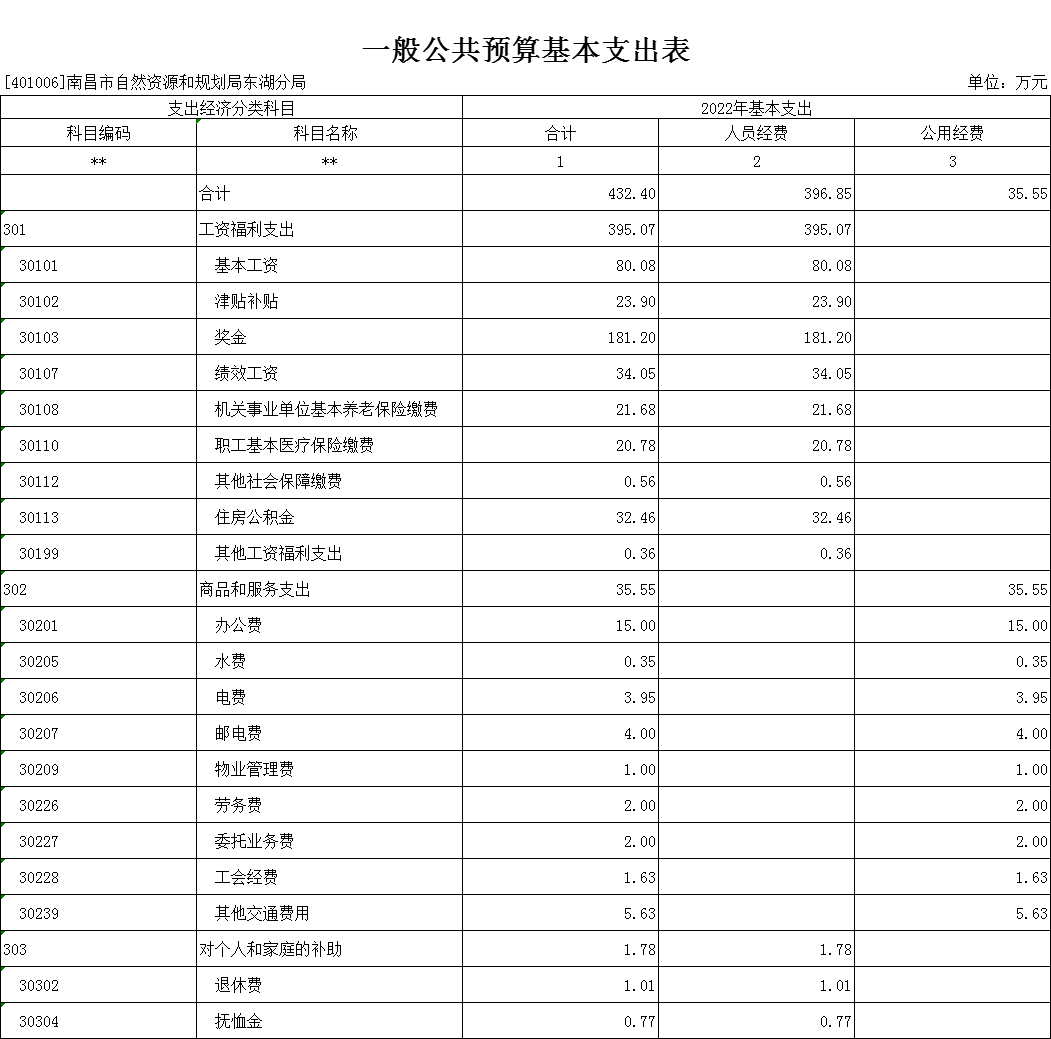 一般公共预算基本支出表
[401006]南昌市自然资源和规划局东湖分局 单位：万元
支出经济分类科目 2022年基本支出
科目编码 科目名称 合计 人员经费 公用经费
** ** 1 2 3
合计 432.40 396.85 35.55
301 工资福利支出 395.07 395.07
30101 基本工资 80.08 80.08
30102 津贴补贴 23.90 23.90
30103 奖金 181.20 181.20
30107 绩效工资 34.05 34.05
30108 机关事业单位基本养老保险缴费 21.68 21.68
30110 职工基本医疗保险缴费 20.78 20.78
30112 其他社会保障缴费 0.56 0.56
30113 住房公积金 32.46 32.46
30199 其他工资福利支出 0.36 0.36
302 商品和服务支出 35.55 35.55
30201 办公费 15.00 15.00
30205 水费 0.35 0.35
30206 电费 3.95 3.95
30207 邮电费 4.00 4.00
30209 物业管理费 1.00 1.00
30226 劳务费 2.00 2.00
30227 委托业务费 2.00 2.00
30228 工会经费 1.63 1.63
30239 其他交通费用 5.63 5.63
303 对个人和家庭的补助 1.78 1.78
30302 退休费 1.01 1.01
30304 抚恤金 0.77 0.77